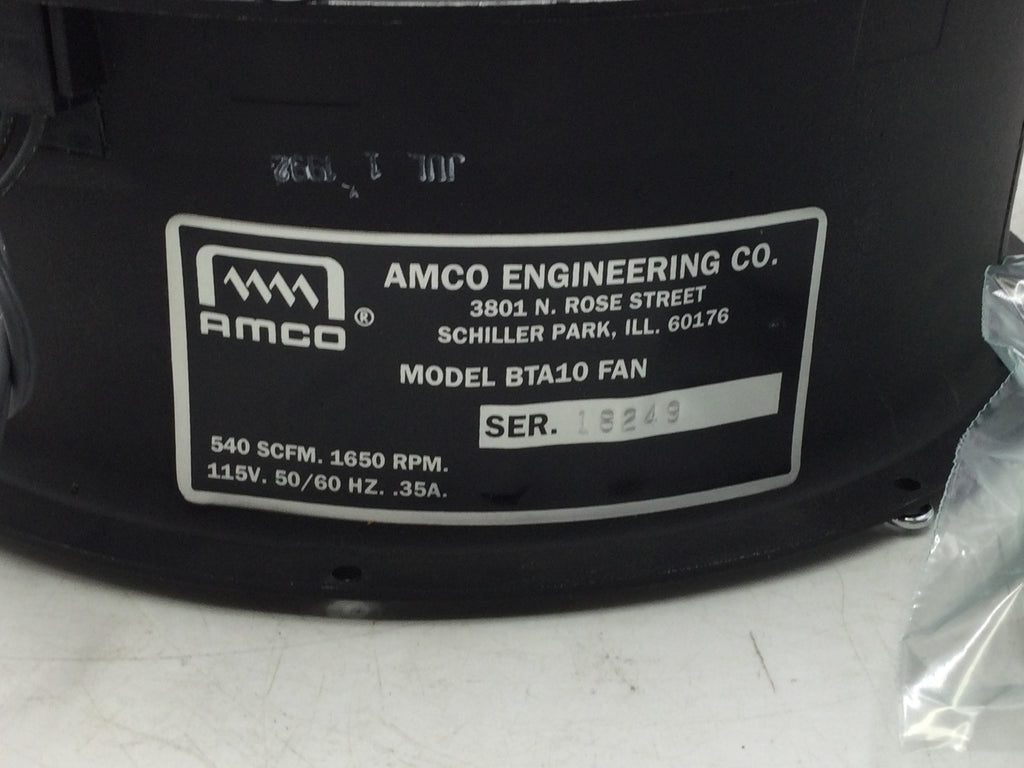 JUL 1 1992
AMCO ®
AMCO ENGINEERING CO.
3801 N. ROSE STREET
SCHILLER PARK, ILL. 60176
MODEL BTA10 FAN
SER. 18249
540 SCFM. 1650 RPM.
115V. 50/60 HZ. .35A.